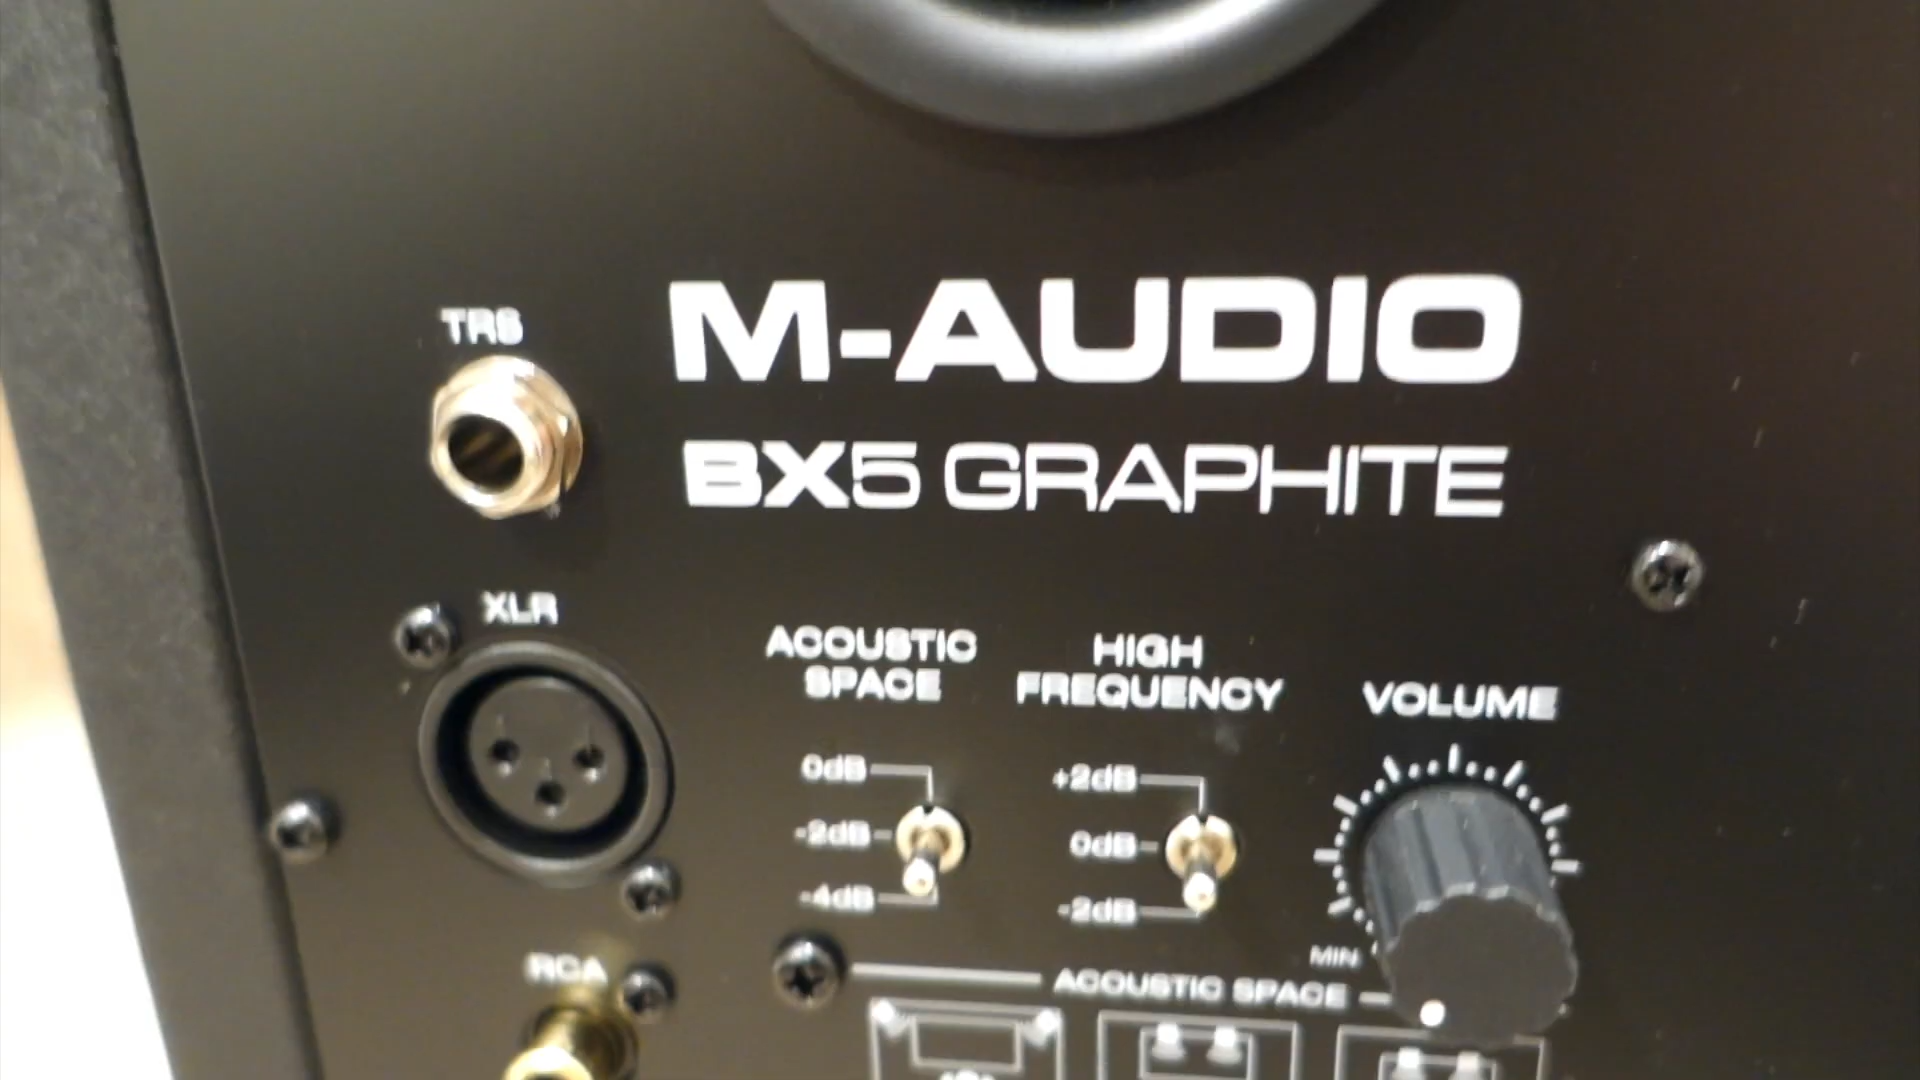 M-AUDIO
BX5 GRAPHITE
TRS
XLR
RCA
ACOUSTIC
SPACE
0dB
-2dB
-4dB
HIGH
FREQUENCY
+2dB
0dB
-2dB
VOLUME
MIN
ACOUSTIC SPACE